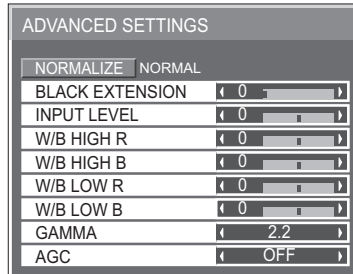 ADVANCED SETTINGS
NORMALIZE NORMAL
BLACK EXTENSION 0
INPUT LEVEL 0
W/B HIGH R 0
W/B HIGH B 0
W/B LOW R 0
W/B LOW B 0
GAMMA 2.2
AGC OFF